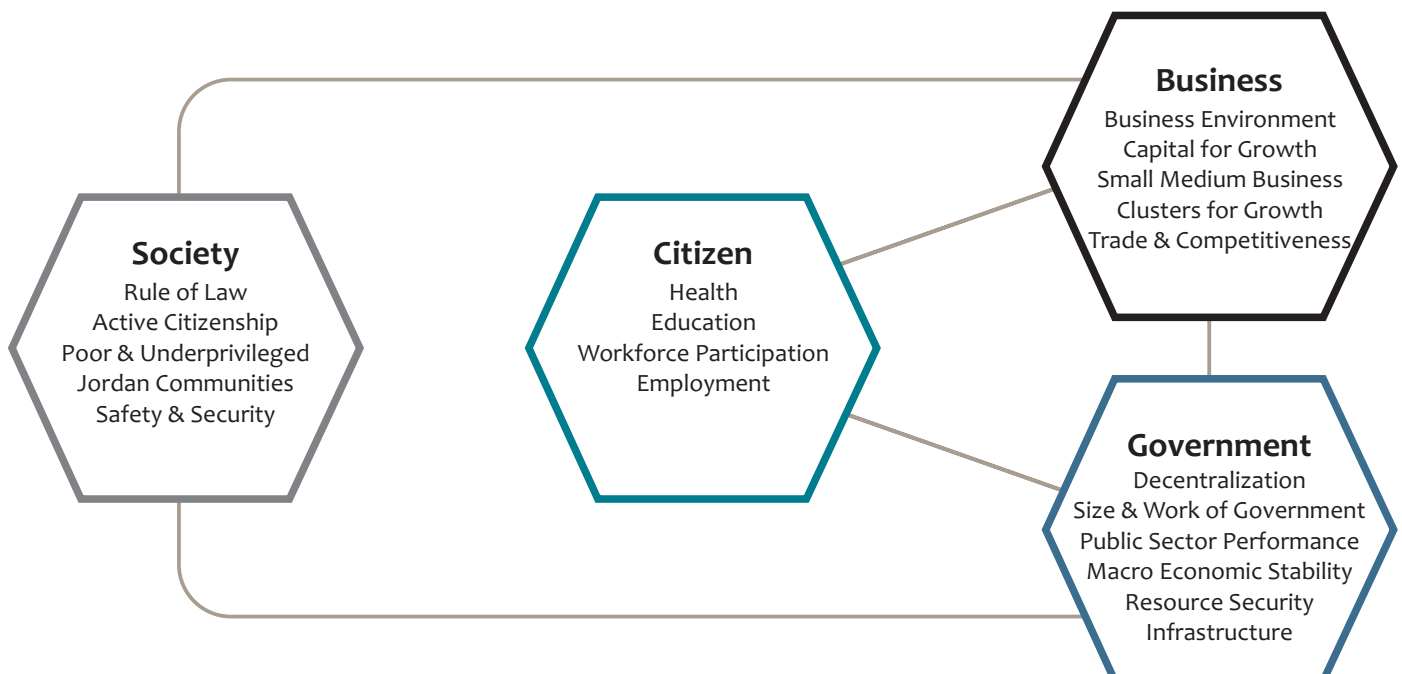 Business
Business Environment
Capital for Growth
Small Medium Business
Clusters for Growth
Trade & Competitiveness
Society
Rule of Law
Active Citizenship
Poor & Underprivileged
Jordan Communities
Safety & Security
Citizen
Health
Education
Workforce Participation
Employment
Government
Decentralization
Size & Work of Government
Public Sector Performance
Macro Economic Stability
Resource Security
Infrastructure